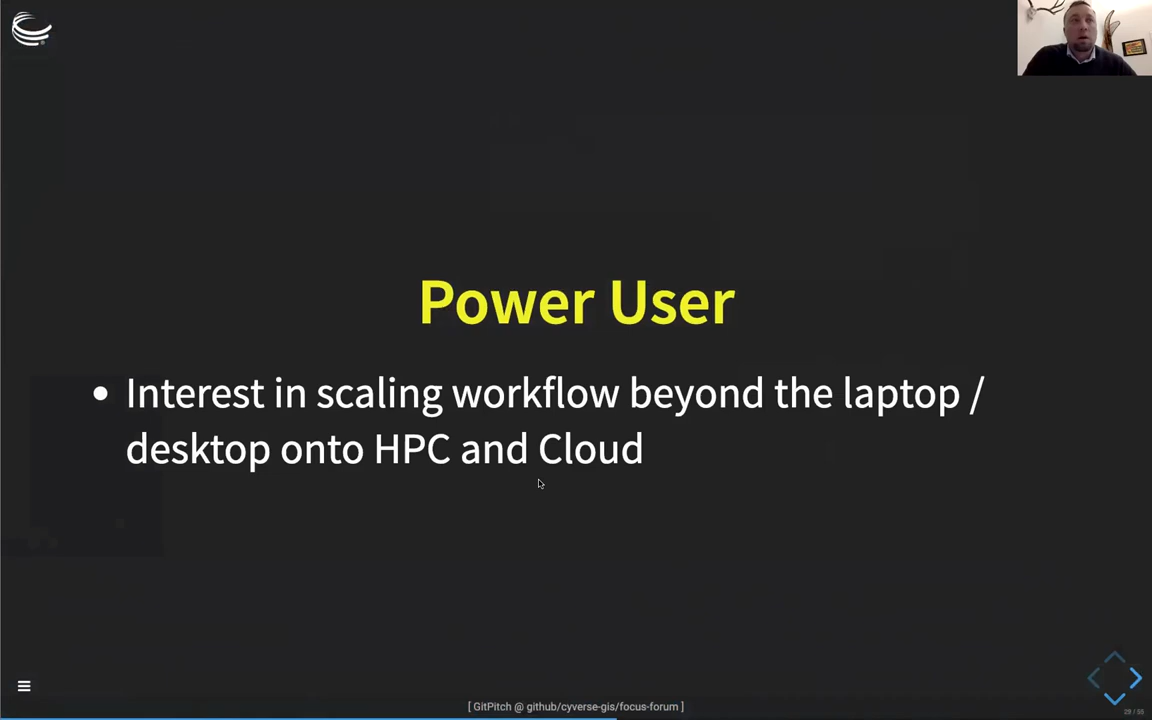 Power User
• Interest in scaling workflow beyond the laptop /
desktop onto HPC and Cloud
[ GitPitch @ github/cyverse-gis/focus-forum ]